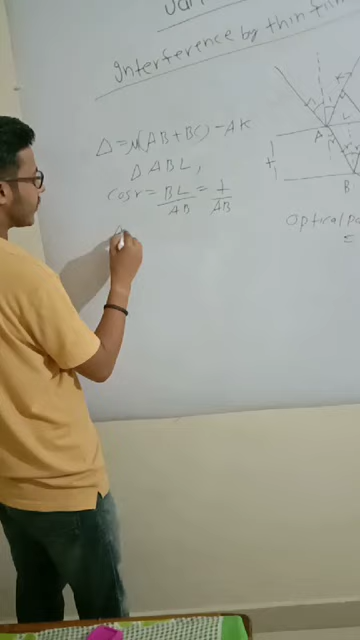 Interference by thin film
Δ = μ(AB + BC) - AK
Δ ABL,
cos r = BL/AB = t/AB
K
A
L
t
B
Optical pa
=